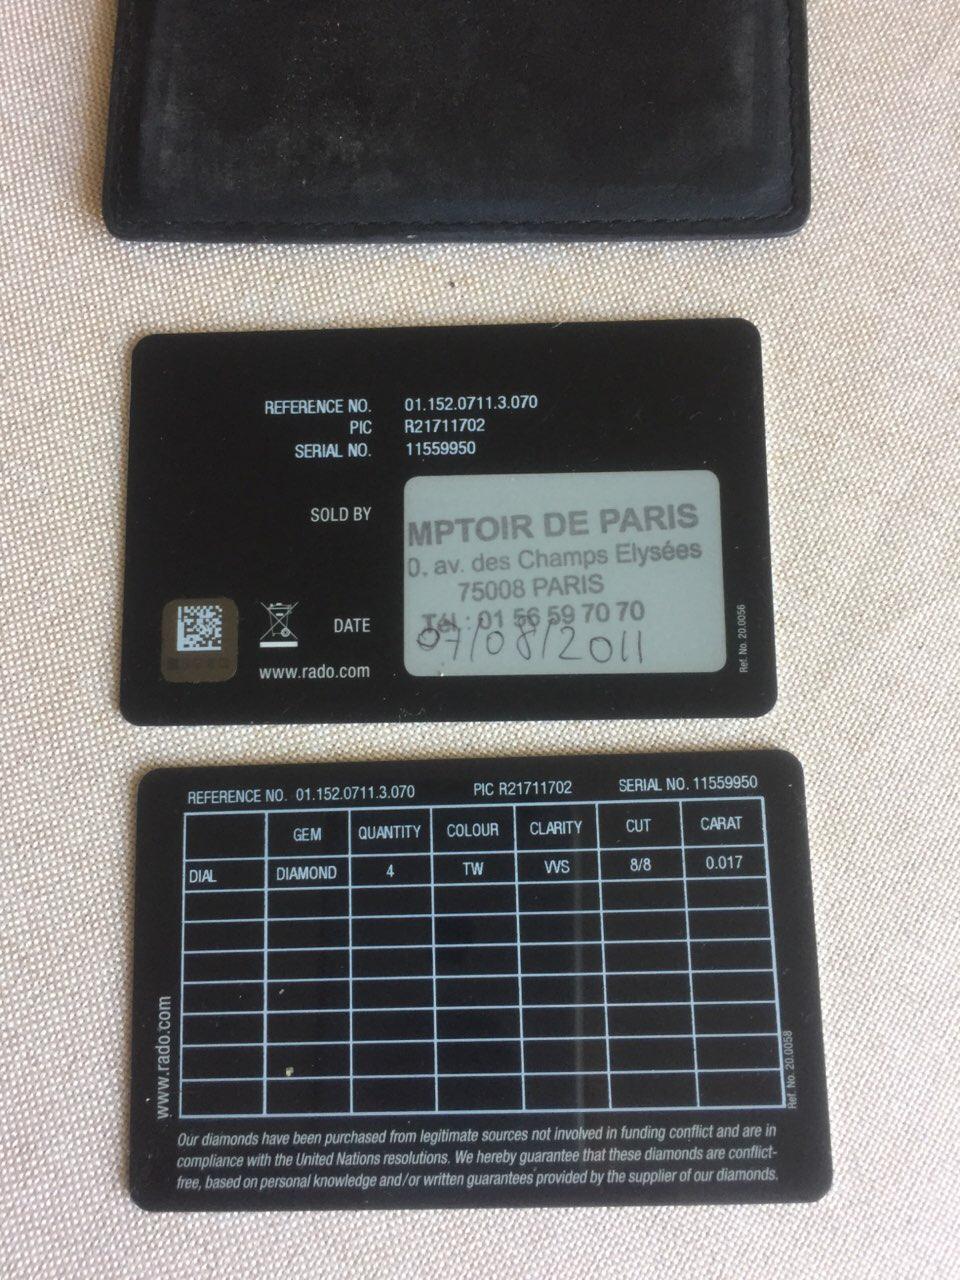 REFERENCE NO. 01.152.0711.3.070
PIC R21711702
SERIAL NO. 11559950
SOLD BY
MPTOIR DE PARIS
0, av. des Champs Elysées
75008 PARIS
Tél : 01 56 59 70 70
DATE
07/08/2011
www.rado.com
Ref. No. 20.0056
REFERENCE NO. 01.152.0711.3.070 PIC R21711702 SERIAL NO. 11559950
GEM QUANTITY COLOUR CLARITY CUT CARAT
DIAL DIAMOND 4 TW VVS 8/8 0.017
www.rado.com
Ref. No. 20.0058
Our diamonds have been purchased from legitimate sources not involved in funding conflict and are in
compliance with the United Nations resolutions. We hereby guarantee that these diamonds are conflict-
free, based on personal knowledge and/or written guarantees provided by the supplier of our diamonds.